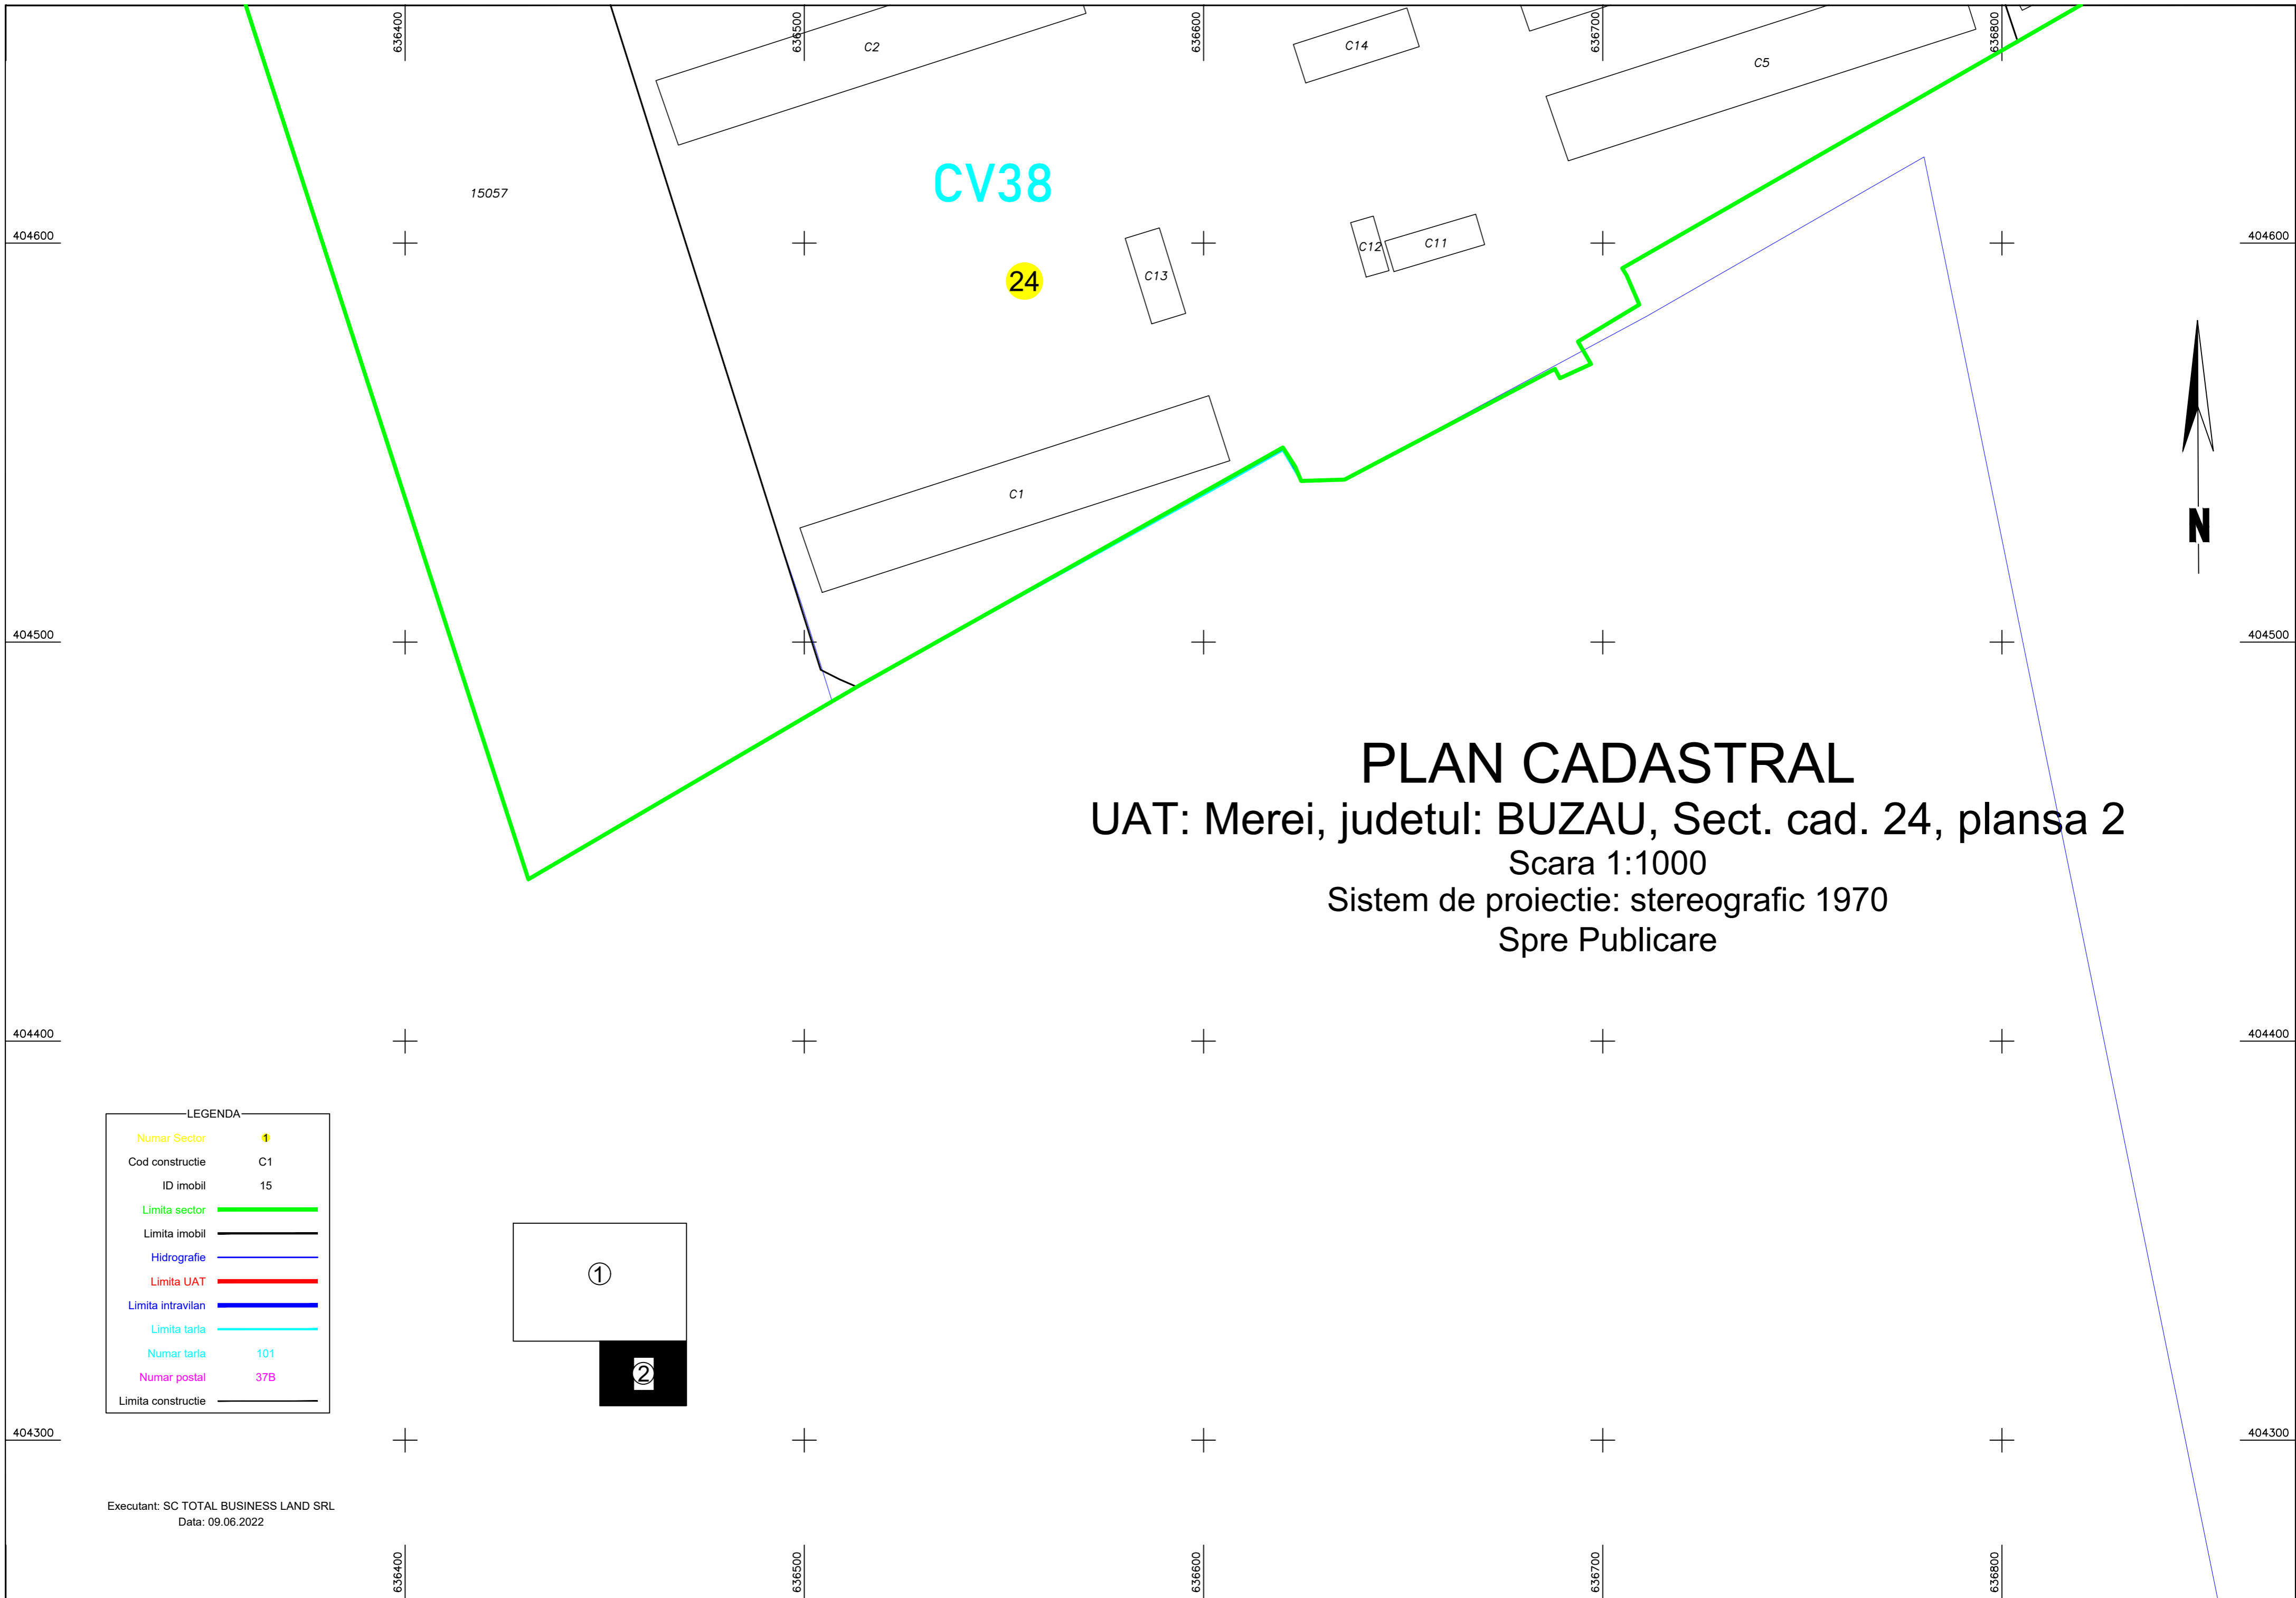 636400
636500
636600
636700
636800
C2
C14
C5
CV38
15057
404600
404600
C12
C11
C13
24
C1
N
404500
404500
PLAN CADASTRAL
UAT: Merei, judetul: BUZAU, Sect. cad. 24, plansa 2
Scara 1:1000
Sistem de proiectie: stereografic 1970
Spre Publicare
404400
404400
LEGENDA
Numar Sector 1
Cod constructie C1
ID imobil 15
Limita sector
Limita imobil
Hidrografie
Limita UAT
Limita intravilan
Limita tarla
Numar tarla 101
Numar postal 37B
Limita constructie
1
2
404300
404300
Executant: SC TOTAL BUSINESS LAND SRL
Data: 09.06.2022
636400
636500
636600
636700
636800